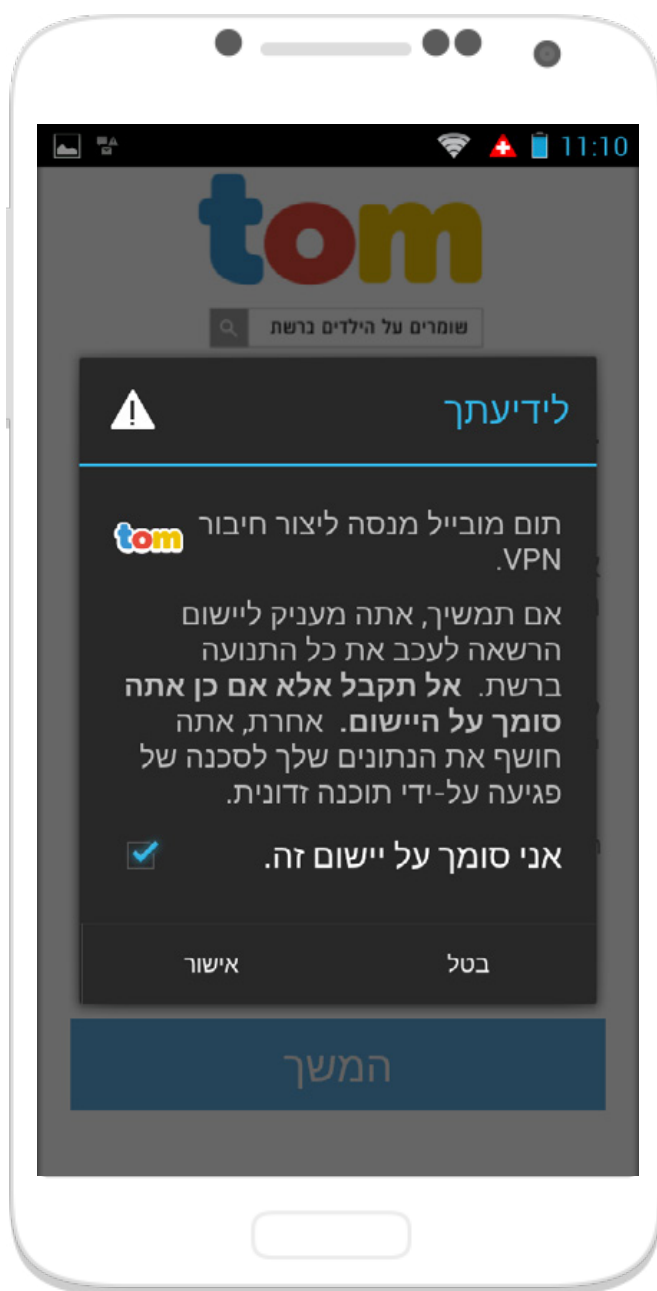 11:10
tom
שומרים על הילדים ברשת
לידיעתך
תום מובייל מנסה ליצור חיבור
VPN.
tom
אם תמשיך, אתה מעניק ליישום
הרשאה לעכב את כל התנועה
ברשת. אל תקבל אלא אם כן אתה
סומך על היישום. אחרת, אתה
חושף את הנתונים שלך לסכנה של
פגיעה על-ידי תוכנה זדונית.
אני סומך על יישום זה.
בטל
אישור
המשך